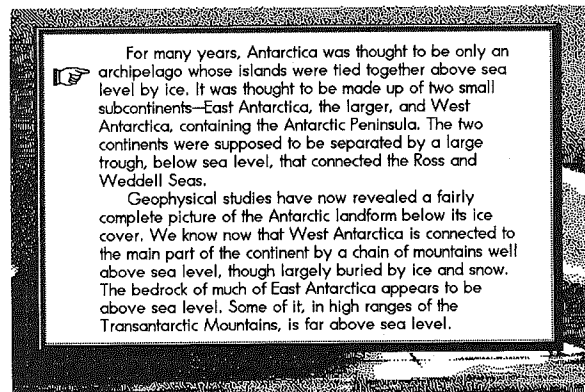 For many years, Antarctica was thought to be only an
archipelago whose islands were tied together above sea
level by ice. It was thought to be made up of two small
subcontinents—East Antarctica, the larger, and West
Antarctica, containing the Antarctic Peninsula. The two
continents were supposed to be separated by a large
trough, below sea level, that connected the Ross and
Weddell Seas.
Geophysical studies have now revealed a fairly
complete picture of the Antarctic landform below its ice
cover. We know now that West Antarctica is connected to
the main part of the continent by a chain of mountains well
above sea level, though largely buried by ice and snow.
The bedrock of much of East Antarctica appears to be
above sea level. Some of it, in high ranges of the
Transantarctic Mountains, is far above sea level.